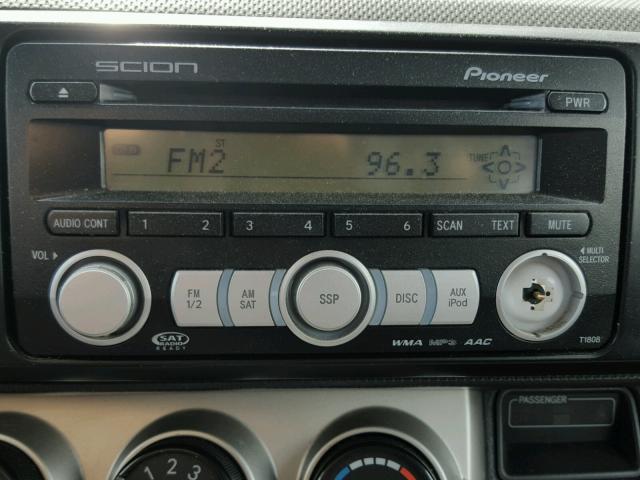 SCION Pioneer
PWR
ST
FM2 96.3 TUNE
AUDIO CONT 1 2 3 4 5 6 SCAN TEXT MUTE
VOL MULTI
SELECTOR
FM AM SSP DISC AUX
1/2 SAT iPod
SAT
RADIO
READY
WMA MP3 AAC T1808
PASSENGER
1 2 3